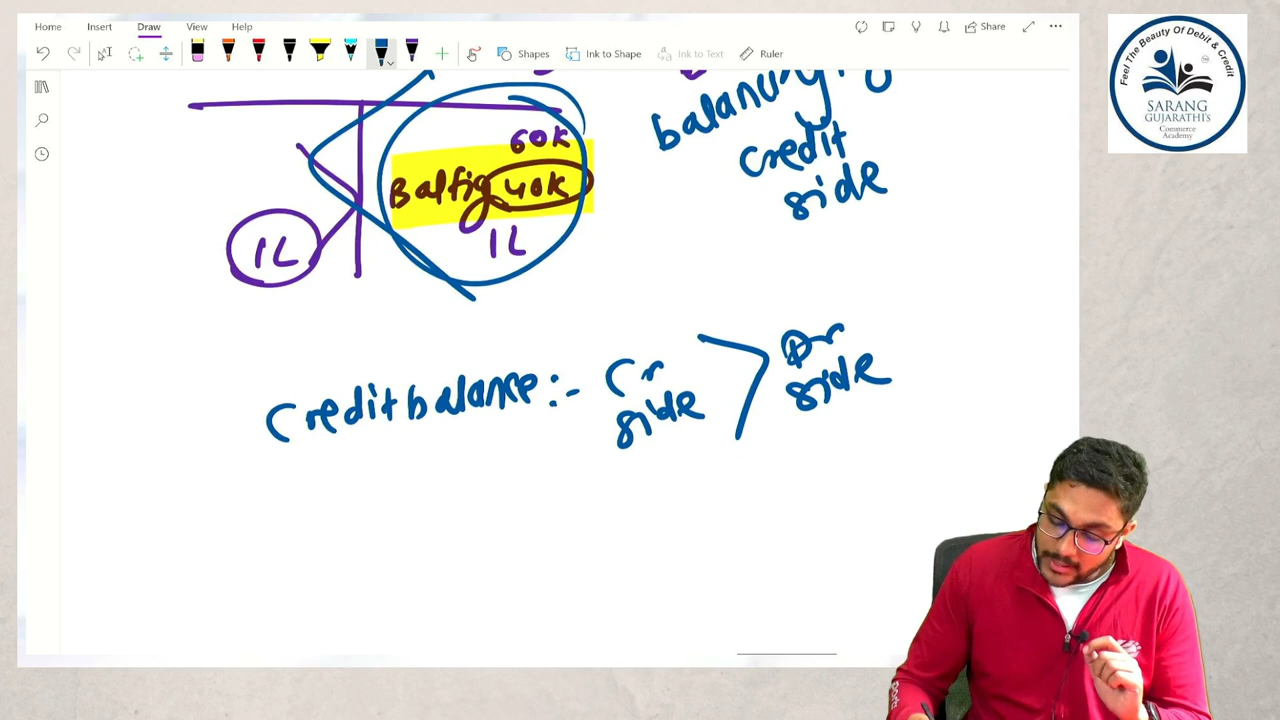 Home Insert Draw View Help
Share
Shapes Ink to Shape Ink to Text Ruler
balancing
credit
side
60K
Balfig 40K
1L
1L
Credit balance :- Cr side > Dr side
Feel The Beauty Of Debit & Credit
SARANG
GUJARATHI's
Commerce
Academy